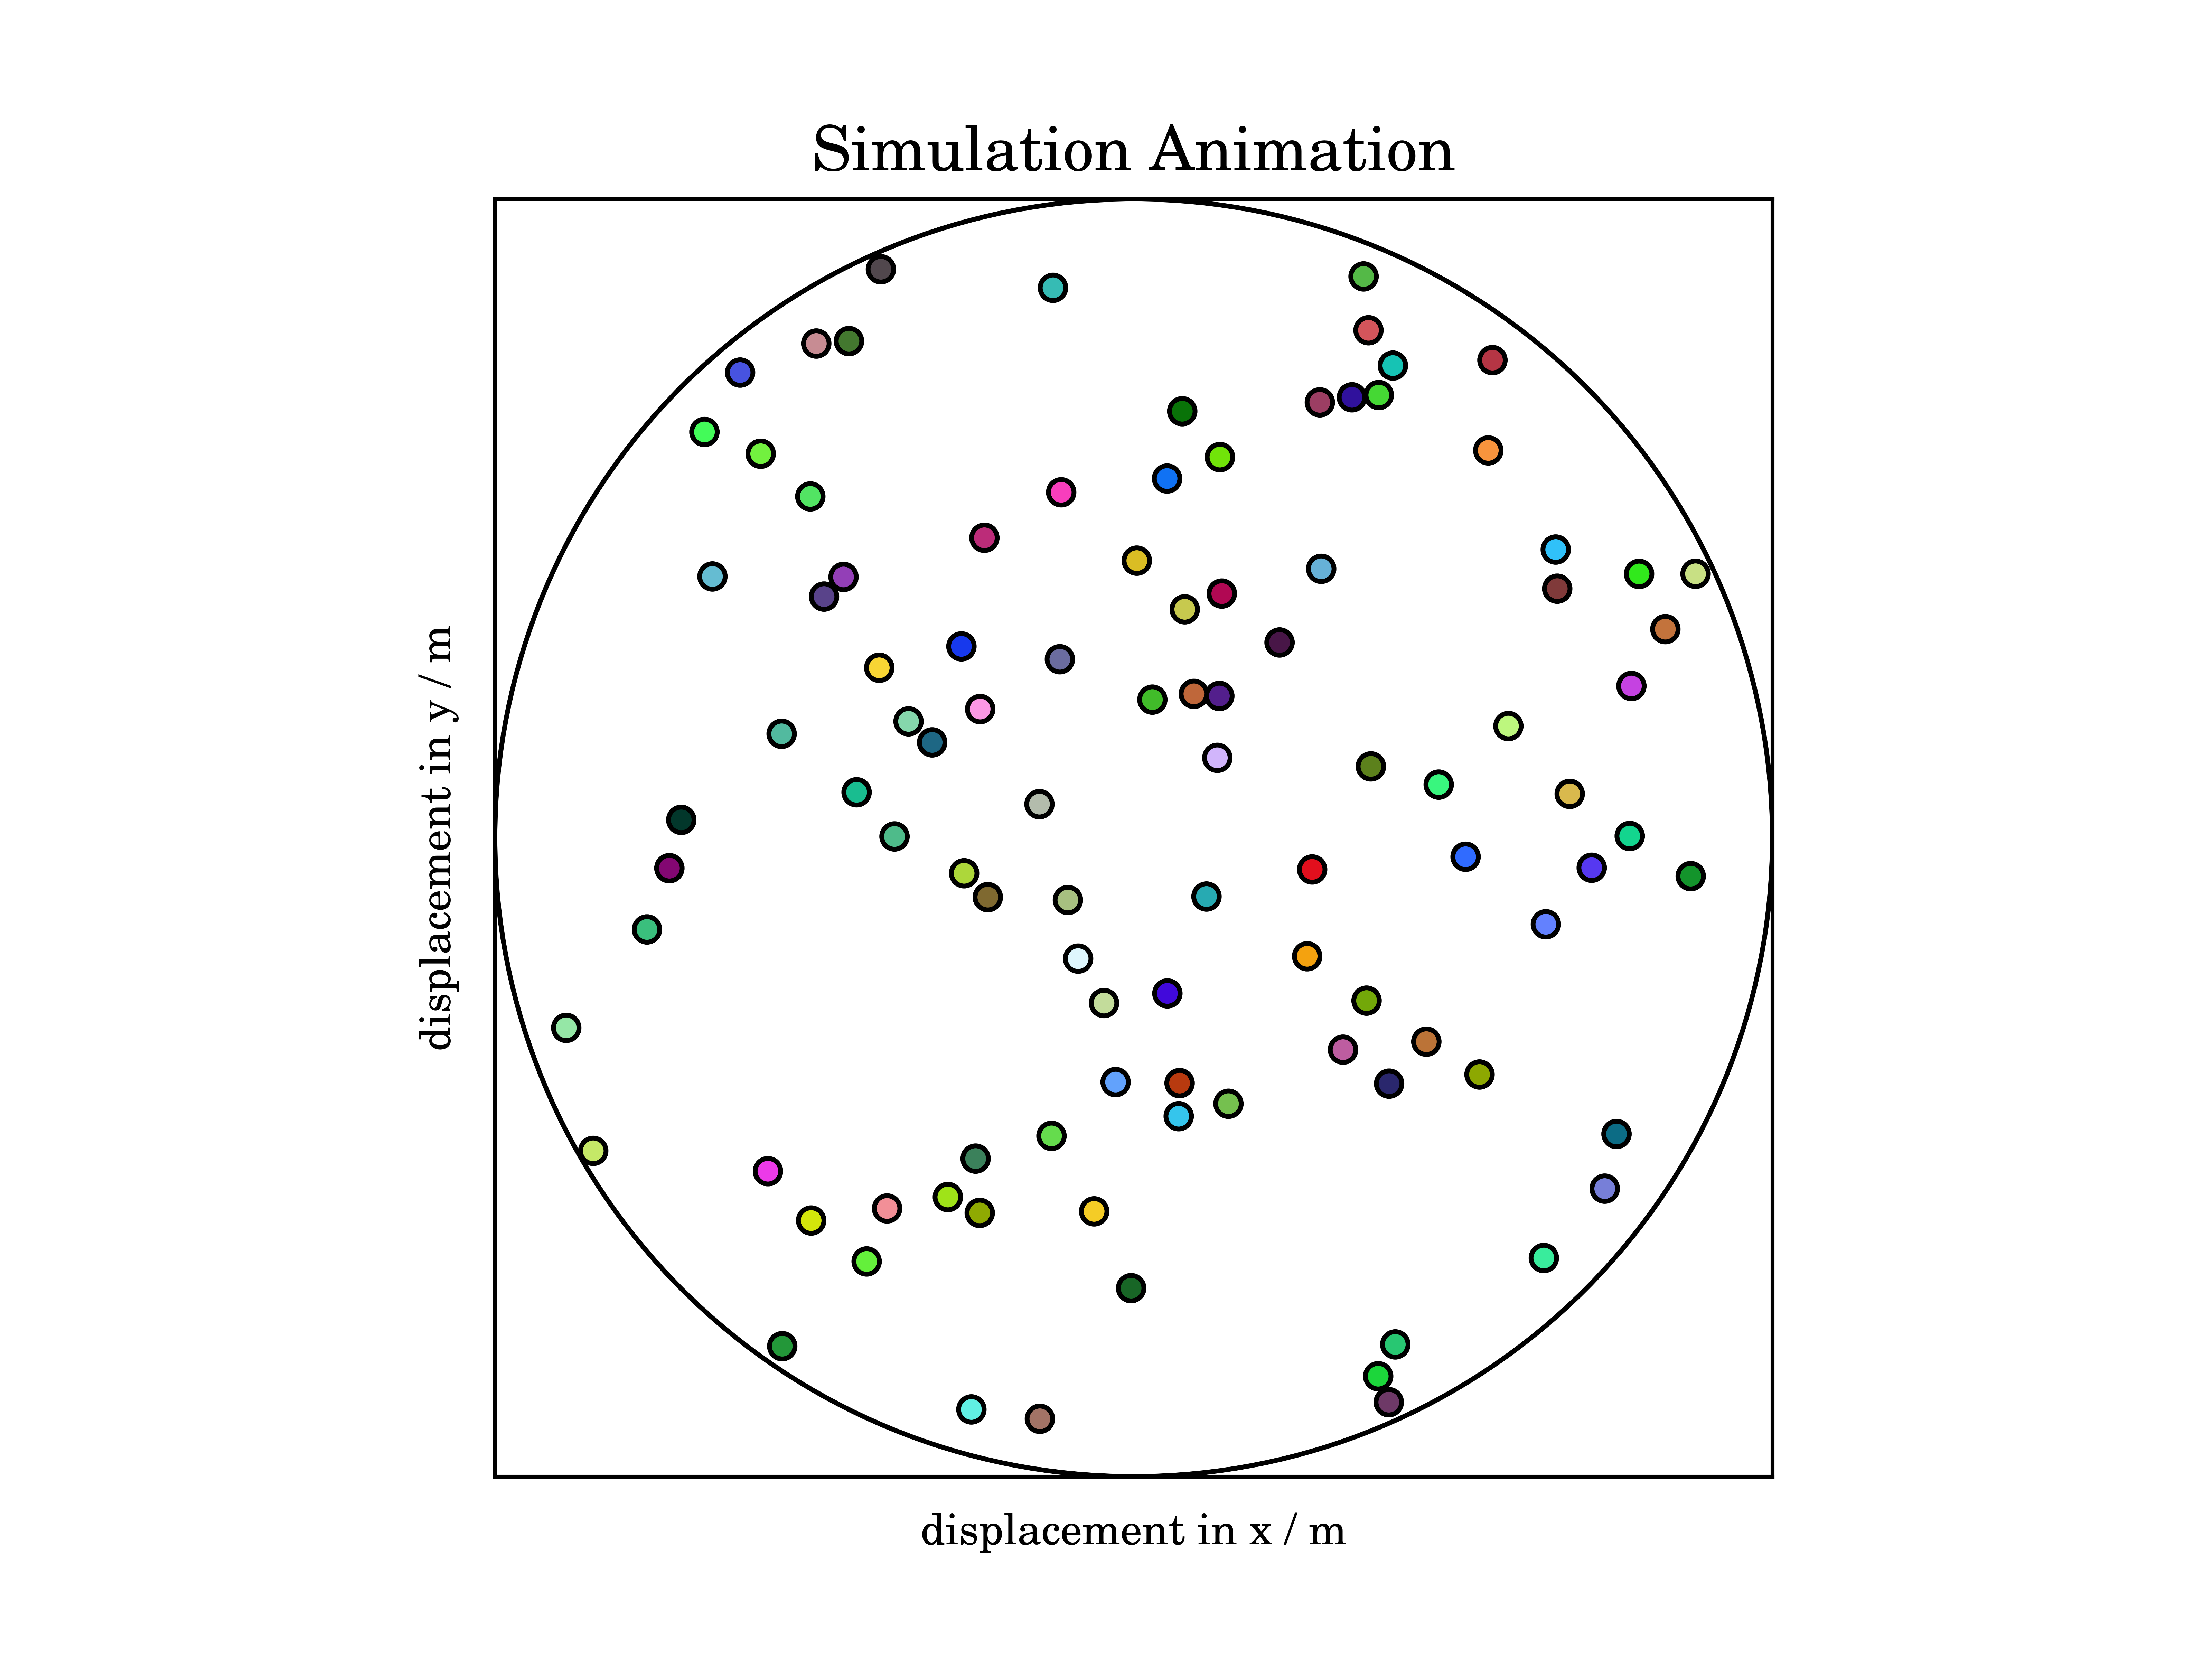 Simulation Animation
displacement in y / m
displacement in x / m